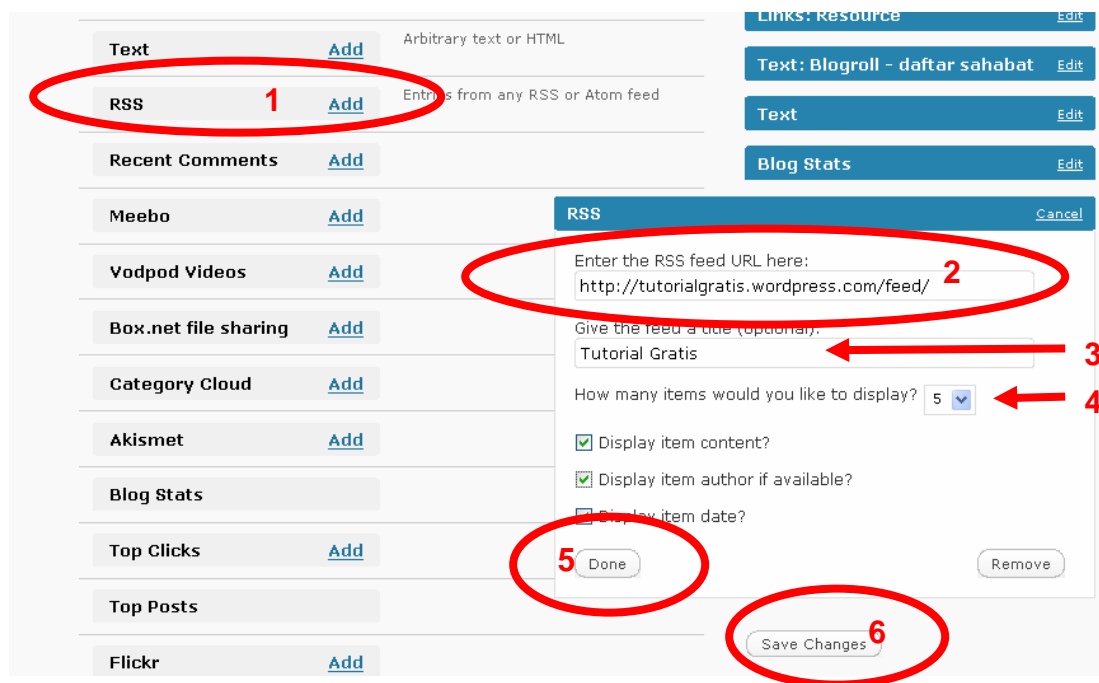 Text Add Arbitrary text or HTML
RSS 1 Add Entries from any RSS or Atom feed
Recent Comments Add
Meebo Add
Vodpod Videos Add
Box.net file sharing Add
Category Cloud Add
Akismet Add
Blog Stats
Top Clicks Add
Top Posts
Flickr Add
Links: Resource Edit
Text: Blogroll - daftar sahabat Edit
Text Edit
Blog Stats Edit
RSS Cancel
Enter the RSS feed URL here: 2
http://tutorialgratis.wordpress.com/feed/
Give the feed a title (optional):
Tutorial Gratis 3
How many items would you like to display? 5 4
Display item content?
Display item author if available?
Display item date?
5 Done Remove
Save Changes 6